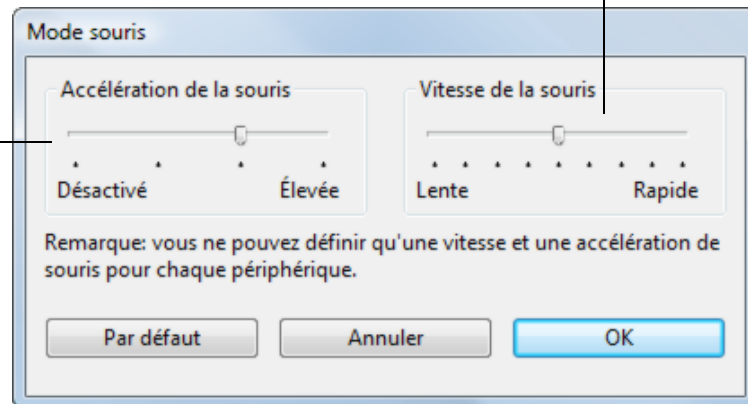 Mode souris
Accélération de la souris
Désactivé
Élevée
Vitesse de la souris
Lente
Rapide
Remarque: vous ne pouvez définir qu'une vitesse et une accélération de
souris pour chaque périphérique.
Par défaut
Annuler
OK